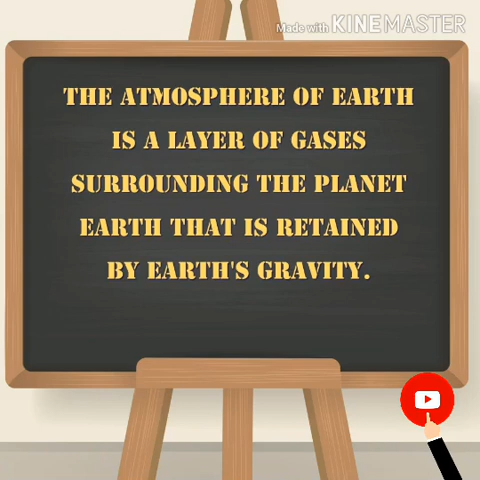 Made with KINEMASTER
THE ATMOSPHERE OF EARTH
IS A LAYER OF GASES
SURROUNDING THE PLANET
EARTH THAT IS RETAINED
BY EARTH'S GRAVITY.